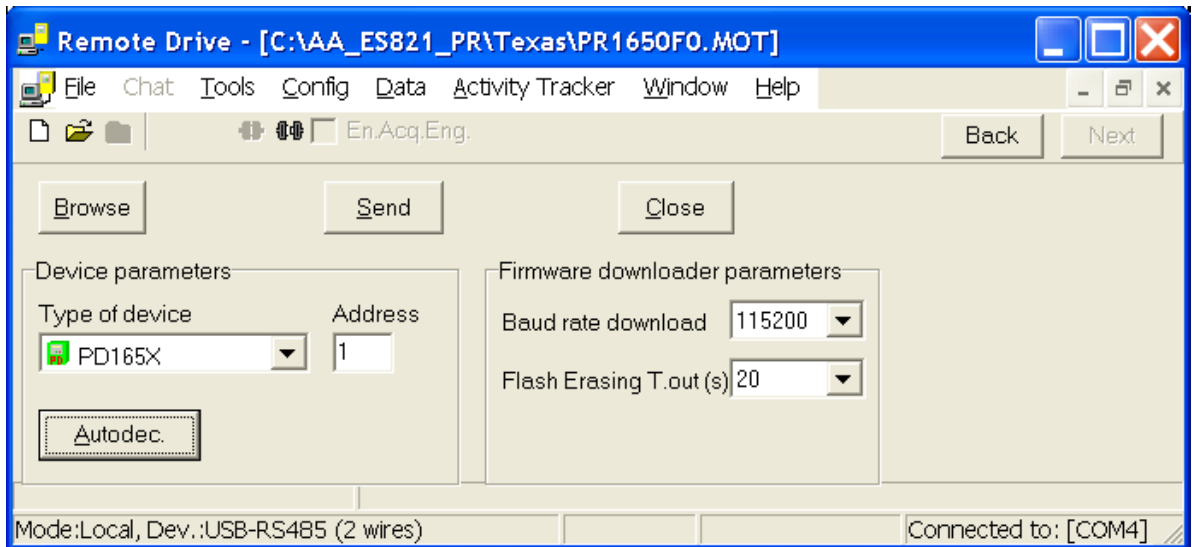 Remote Drive - [C:\AA_ES821_PR\Texas\PR1650F0.MOT]
File Chat Tools Config Data Activity Tracker Window Help
En.Acq.Eng. Back Next
Browse Send Close
Device parameters
Type of device Address
PD165X 1
Autodec.
Firmware downloader parameters
Baud rate download 115200
Flash Erasing T.out (s) 20
Mode:Local, Dev.:USB-RS485 (2 wires) Connected to: [COM4]